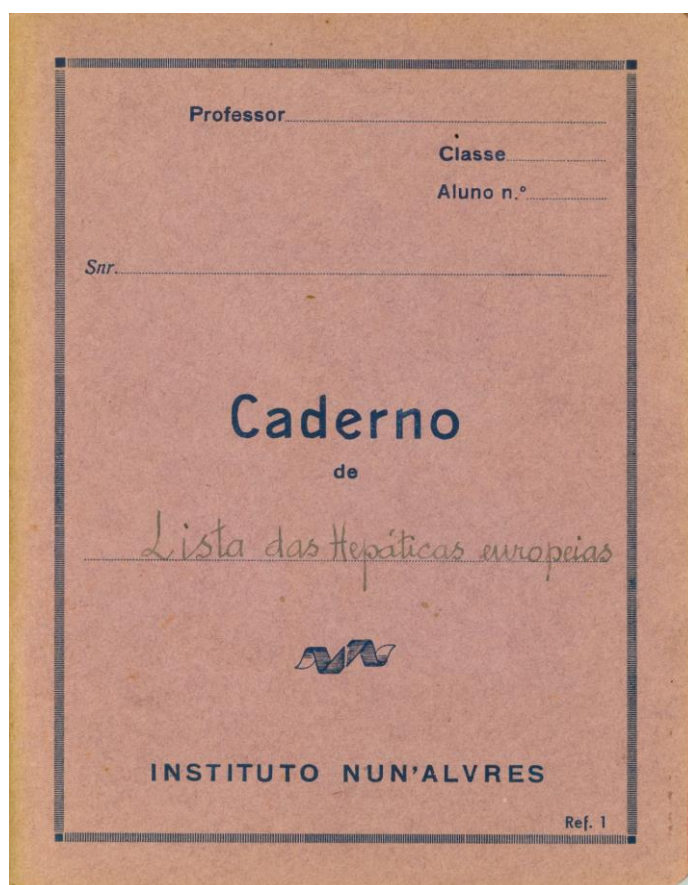 Professor
Classe
Aluno n.º
Snr.
Caderno
de
Lista das Hepáticas europeias
INSTITUTO NUN'ALVRES
Ref. 1